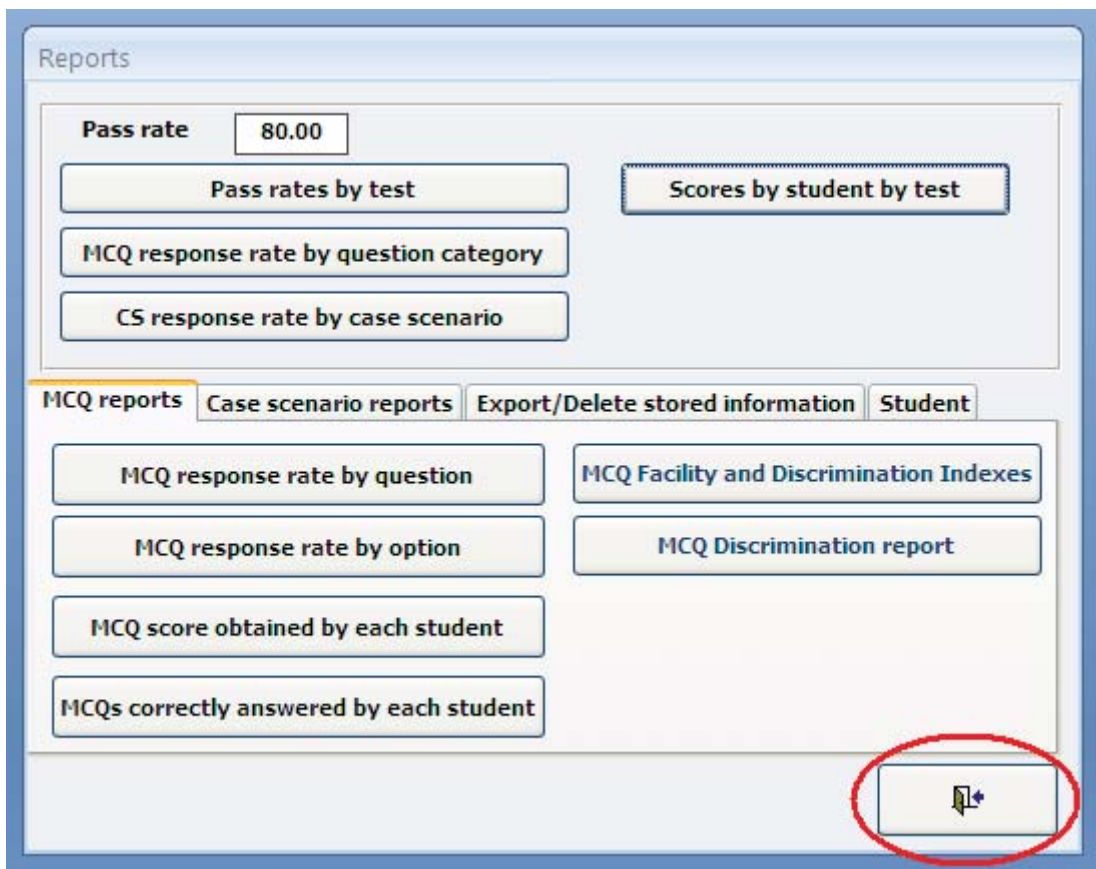 Reports
Pass rate 80.00
Pass rates by test
Scores by student by test
MCQ response rate by question category
CS response rate by case scenario
MCQ reports Case scenario reports Export/Delete stored information Student
MCQ response rate by question
MCQ Facility and Discrimination Indexes
MCQ response rate by option
MCQ Discrimination report
MCQ score obtained by each student
MCQs correctly answered by each student